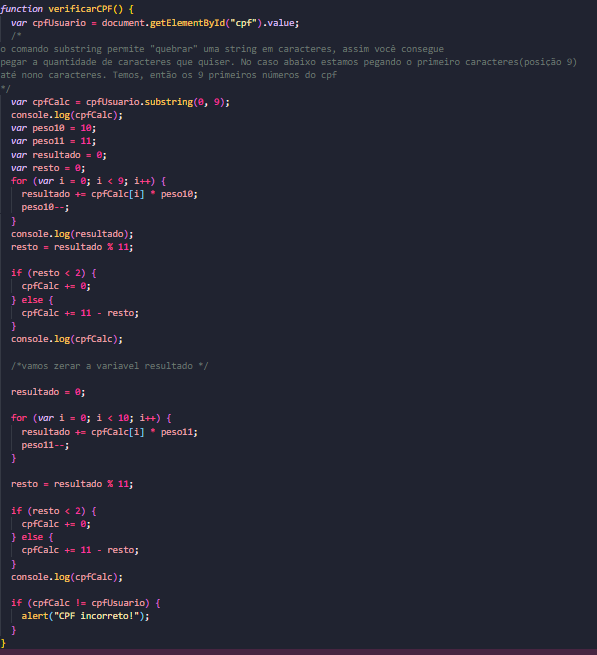 function verificarCPF() {
var cpfUsuario = document.getElementById("cpf").value;
/*
o comando substring permite "quebrar" uma string em caracteres, assim você consegue
pegar a quantidade de caracteres que quiser. No caso abaixo estamos pegando o primeiro caracteres(posição 9)
até nono caracteres. Temos, então os 9 primeiros números do cpf
*/
var cpfCalc = cpfUsuario.substring(0, 9);
console.log(cpfCalc);
var peso10 = 10;
var peso11 = 11;
var resultado = 0;
var resto = 0;
for (var i = 0; i < 9; i++) {
resultado += cpfCalc[i] * peso10;
peso10--;
}
console.log(resultado);
resto = resultado % 11;
if (resto < 2) {
cpfCalc += 0;
} else {
cpfCalc += 11 - resto;
}
console.log(cpfCalc);
/*vamos zerar a variavel resultado */
resultado = 0;
for (var i = 0; i < 10; i++) {
resultado += cpfCalc[i] * peso11;
peso11--;
}
resto = resultado % 11;
if (resto < 2) {
cpfCalc += 0;
} else {
cpfCalc += 11 - resto;
}
console.log(cpfCalc);
if (cpfCalc != cpfUsuario) {
alert("CPF incorreto!");
}
}